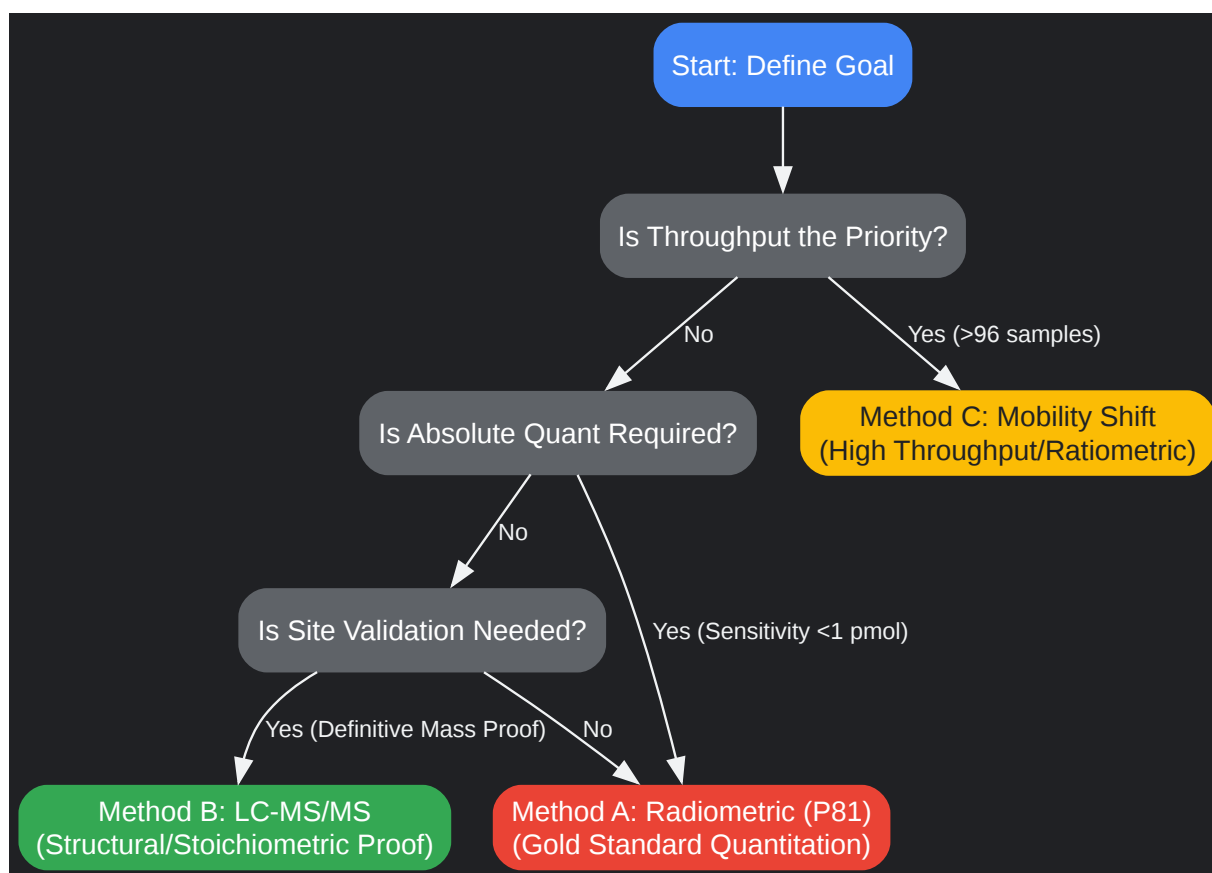 Start: Define Goal
Is Throughput the Priority?
No
Yes (>96 samples)
Is Absolute Quant Required?
Method C: Mobility Shift
(High Throughput/Ratiometric)
No
Is Site Validation Needed?
Yes (Sensitivity <1 pmol)
Yes (Definitive Mass Proof)
No
Method B: LC-MS/MS
(Structural/Stoichiometric Proof)
Method A: Radiometric (P81)
(Gold Standard Quantitation)